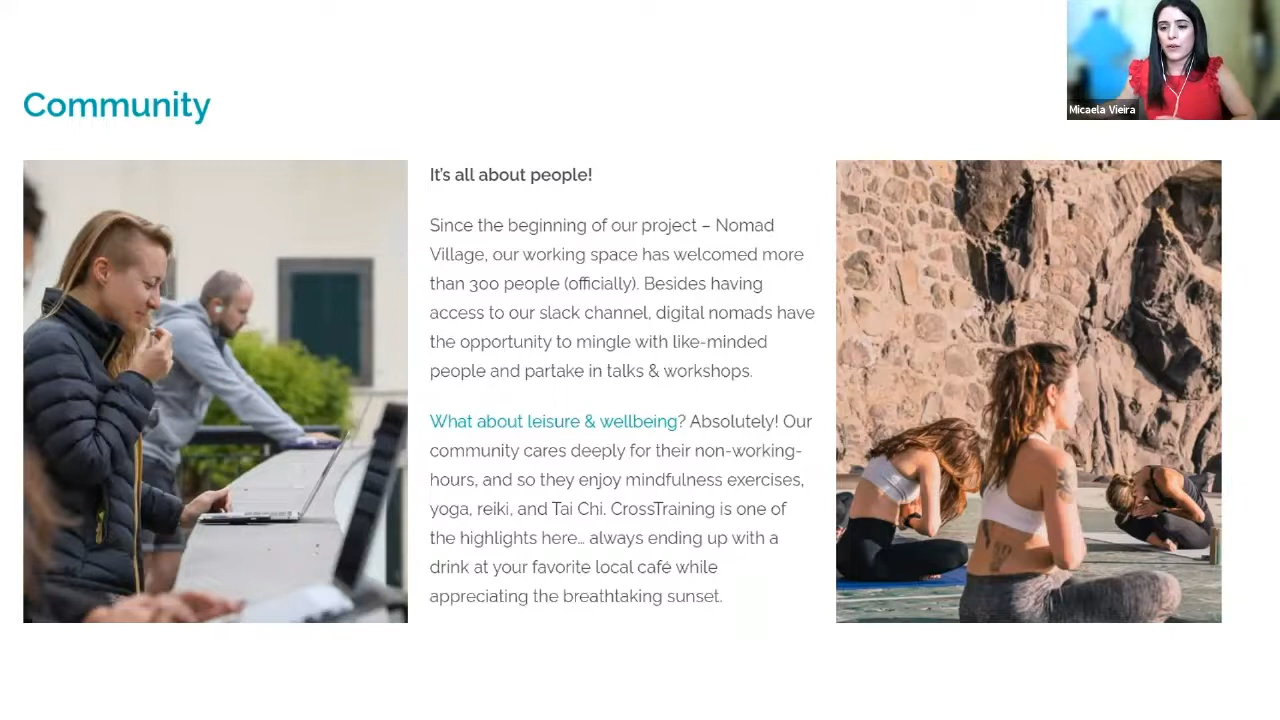 Community
Micaela Vieira
It's all about people!
Since the beginning of our project – Nomad
Village, our working space has welcomed more
than 300 people (officially). Besides having
access to our slack channel, digital nomads have
the opportunity to mingle with like-minded
people and partake in talks & workshops.
What about leisure & wellbeing? Absolutely! Our
community cares deeply for their non-working-
hours, and so they enjoy mindfulness exercises,
yoga, reiki, and Tai Chi. CrossTraining is one of
the highlights here… always ending up with a
drink at your favorite local café while
appreciating the breathtaking sunset.